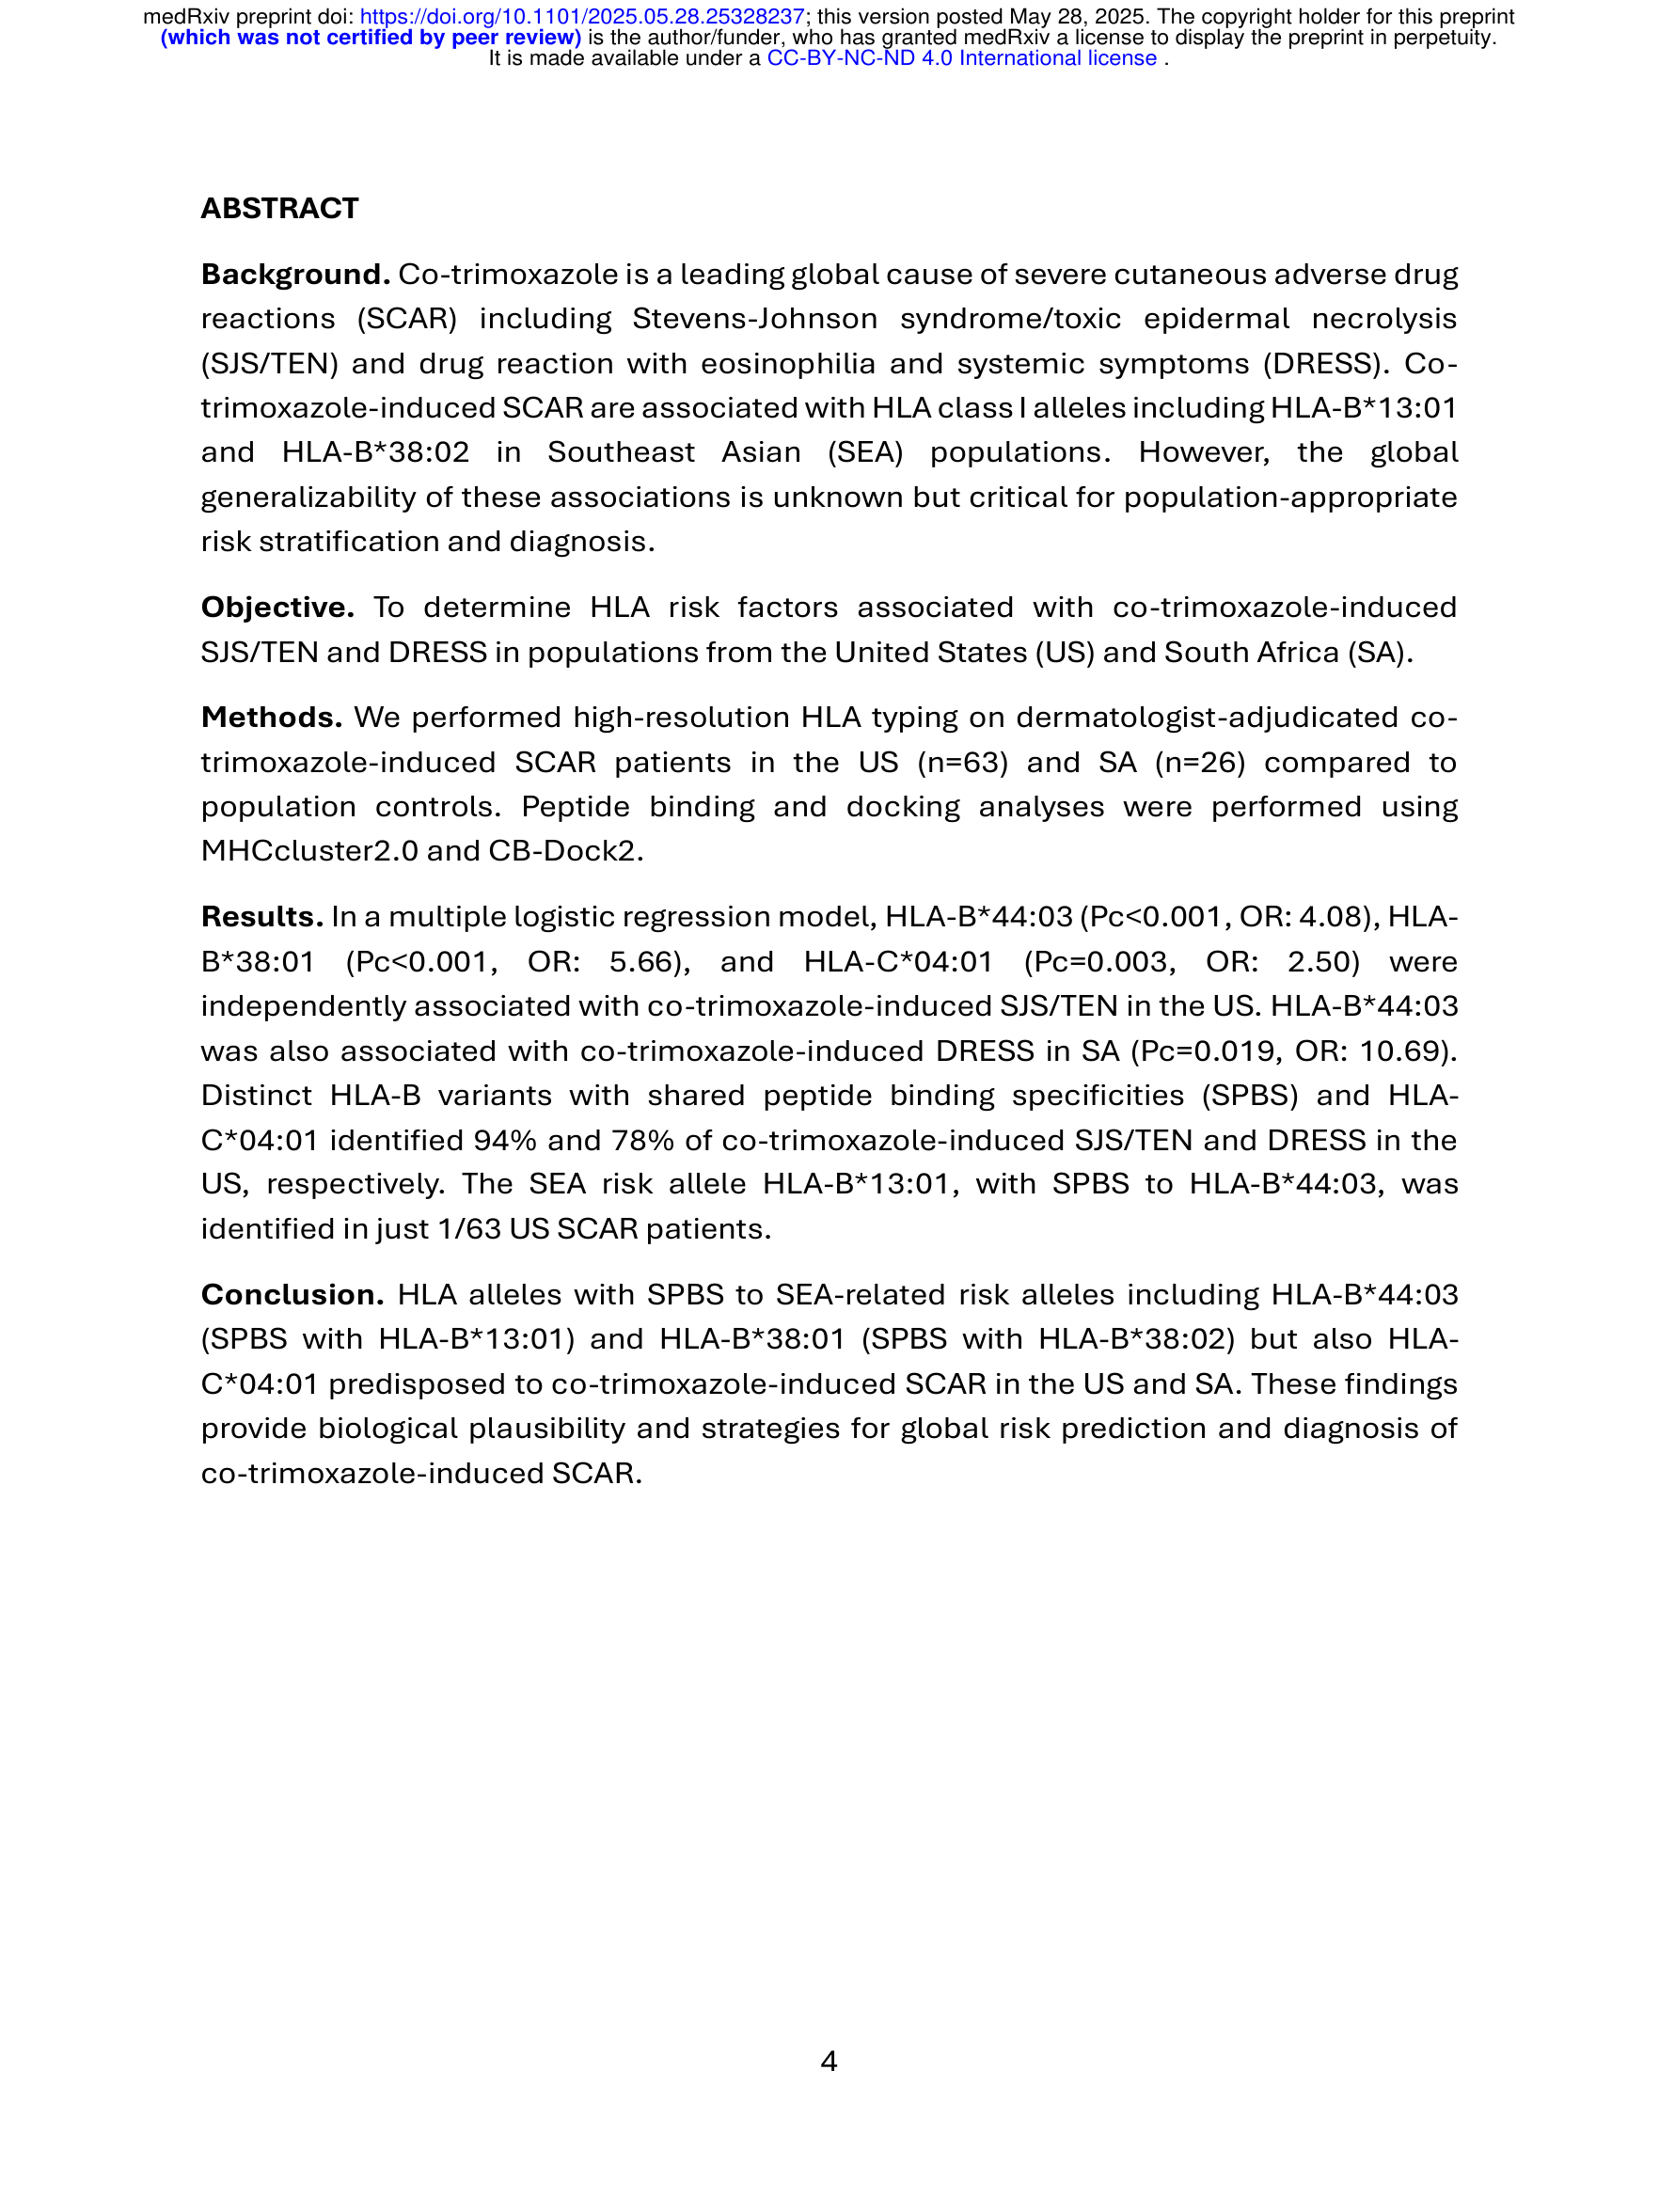 medRxiv preprint doi: https://doi.org/10.1101/2025.05.28.25328237; this version posted May 28, 2025. The copyright holder for this preprint
(which was not certified by peer review) is the author/funder, who has granted medRxiv a license to display the preprint in perpetuity.
It is made available under a CC-BY-NC-ND 4.0 International license .
ABSTRACT
Background. Co-trimoxazole is a leading global cause of severe cutaneous adverse drug
reactions (SCAR) including Stevens-Johnson syndrome/toxic epidermal necrolysis
(SJS/TEN) and drug reaction with eosinophilia and systemic symptoms (DRESS). Co-
trimoxazole-induced SCAR are associated with HLA class I alleles including HLA-B*13:01
and HLA-B*38:02 in Southeast Asian (SEA) populations. However, the global
generalizability of these associations is unknown but critical for population-appropriate
risk stratification and diagnosis.
Objective. To determine HLA risk factors associated with co-trimoxazole-induced
SJS/TEN and DRESS in populations from the United States (US) and South Africa (SA).
Methods. We performed high-resolution HLA typing on dermatologist-adjudicated co-
trimoxazole-induced SCAR patients in the US (n=63) and SA (n=26) compared to
population controls. Peptide binding and docking analyses were performed using
MHCcluster2.0 and CB-Dock2.
Results. In a multiple logistic regression model, HLA-B*44:03 (Pc<0.001, OR: 4.08), HLA-
B*38:01 (Pc<0.001, OR: 5.66), and HLA-C*04:01 (Pc=0.003, OR: 2.50) were
independently associated with co-trimoxazole-induced SJS/TEN in the US. HLA-B*44:03
was also associated with co-trimoxazole-induced DRESS in SA (Pc=0.019, OR: 10.69).
Distinct HLA-B variants with shared peptide binding specificities (SPBS) and HLA-
C*04:01 identified 94% and 78% of co-trimoxazole-induced SJS/TEN and DRESS in the
US, respectively. The SEA risk allele HLA-B*13:01, with SPBS to HLA-B*44:03, was
identified in just 1/63 US SCAR patients.
Conclusion. HLA alleles with SPBS to SEA-related risk alleles including HLA-B*44:03
(SPBS with HLA-B*13:01) and HLA-B*38:01 (SPBS with HLA-B*38:02) but also HLA-
C*04:01 predisposed to co-trimoxazole-induced SCAR in the US and SA. These findings
provide biological plausibility and strategies for global risk prediction and diagnosis of
co-trimoxazole-induced SCAR.
4